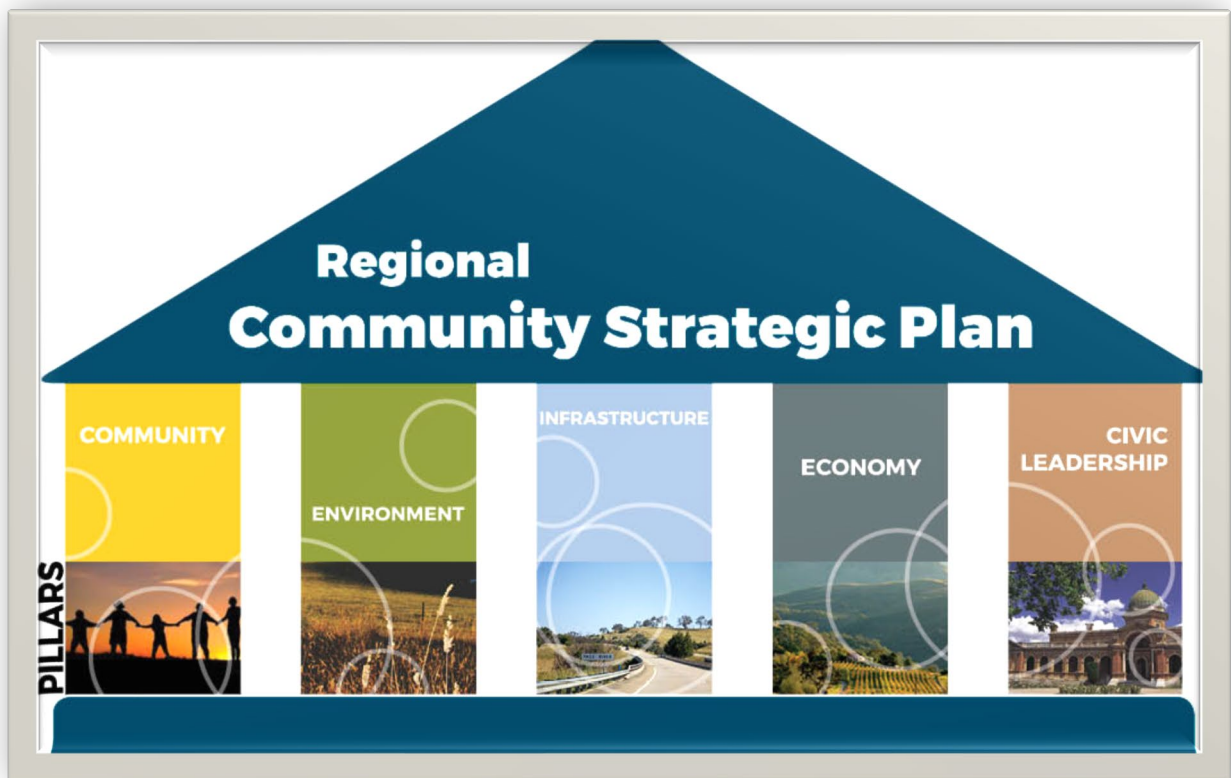 Regional
Community Strategic Plan
COMMUNITY
ENVIRONMENT
INFRASTRUCTURE
ECONOMY
CIVIC
LEADERSHIP
PILLARS